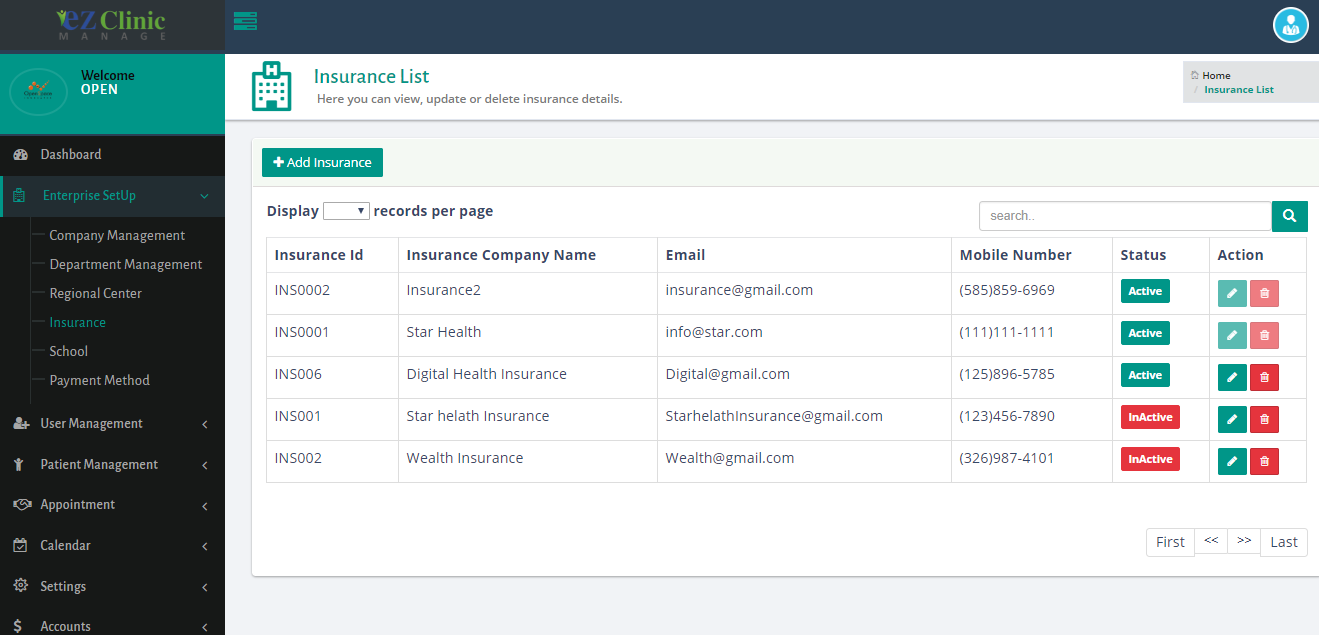 eZ Clinic
MANAGE
Welcome
OPEN
Dashboard
Enterprise SetUp
Company Management
Department Management
Regional Center
Insurance
School
Payment Method
User Management
Patient Management
Appointment
Calendar
Settings
Accounts
Insurance List
Here you can view, update or delete insurance details.
Home
/ Insurance List
+ Add Insurance
Display records per page
search..
Insurance Id Insurance Company Name Email Mobile Number Status Action
INS0002 Insurance2 insurance@gmail.com (585)859-6969 Active
INS0001 Star Health info@star.com (111)111-1111 Active
INS006 Digital Health Insurance Digital@gmail.com (125)896-5785 Active
INS001 Star helath Insurance StarhelathInsurance@gmail.com (123)456-7890 InActive
INS002 Wealth Insurance Wealth@gmail.com (326)987-4101 InActive
First << >> Last